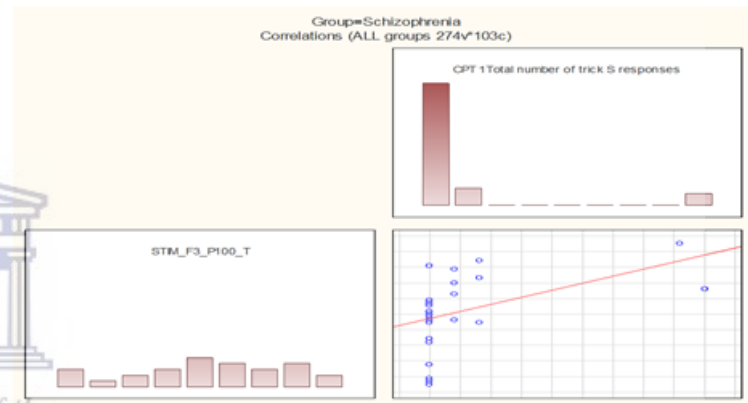 Group=Schizophrenia
Correlations (ALL groups 274v*103c)
CPT 1Total number of trick S responses
STIM_F3_P100_T